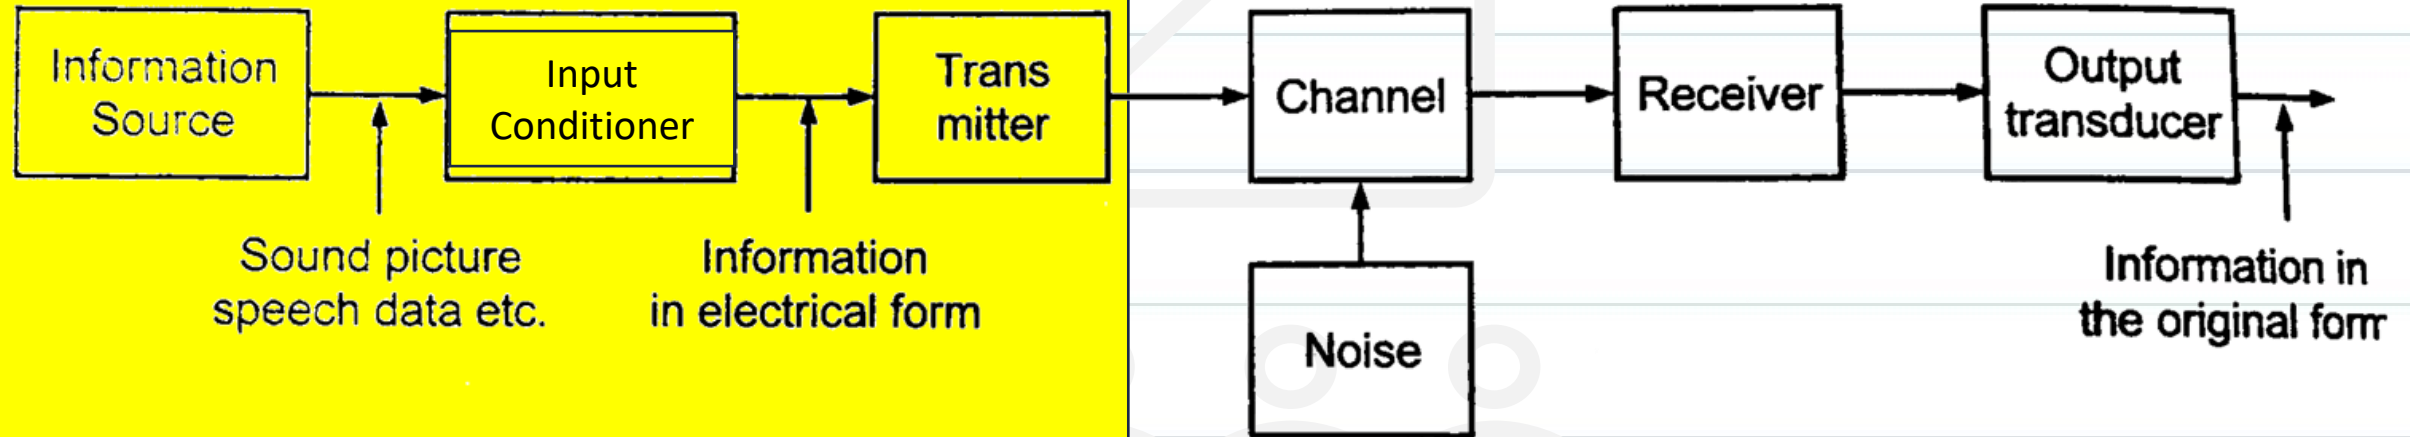 Information
Source
Input
Conditioner
Trans
mitter
Channel
Receiver
Output
transducer
Sound picture
speech data etc.
Information
in electrical form
Noise
Information in
the original form